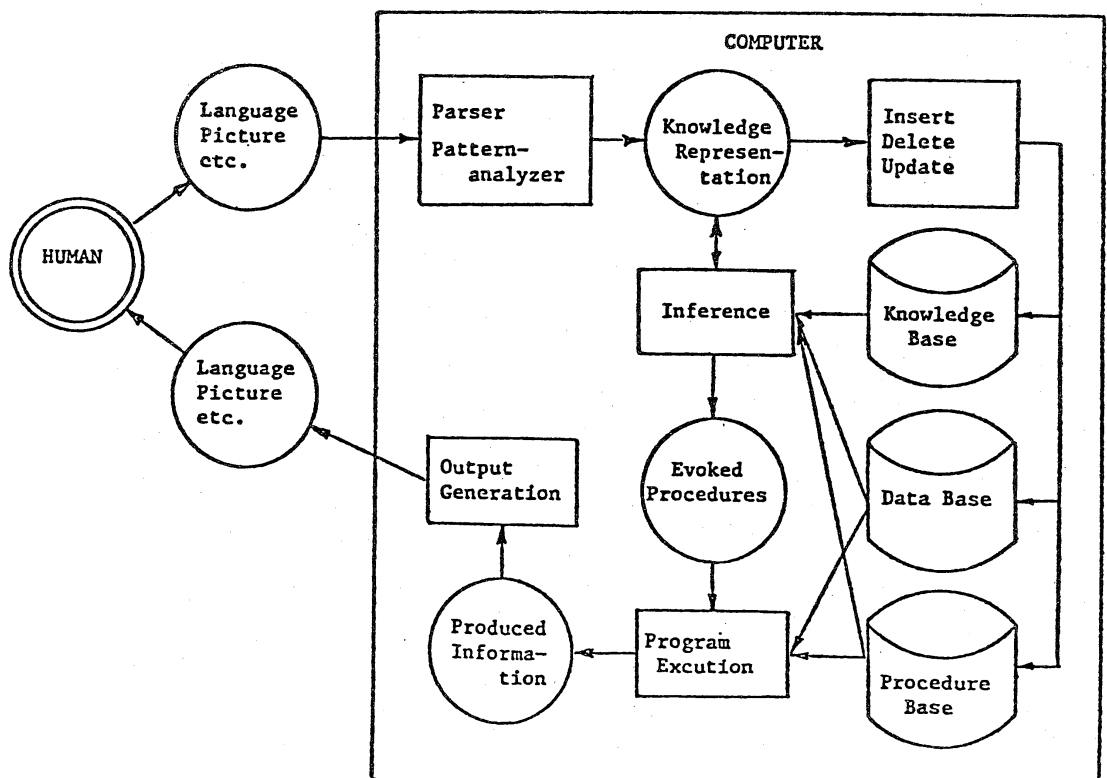 COMPUTER
Language
Picture
etc.
Parser
Pattern-
analyzer
Knowledge
Represen-
tation
Insert
Delete
Update
HUMAN
Inference
Knowledge
Base
Language
Picture
etc.
Output
Generation
Evoked
Procedures
Data Base
Produced
Informa-
tion
Program
Excution
Procedure
Base